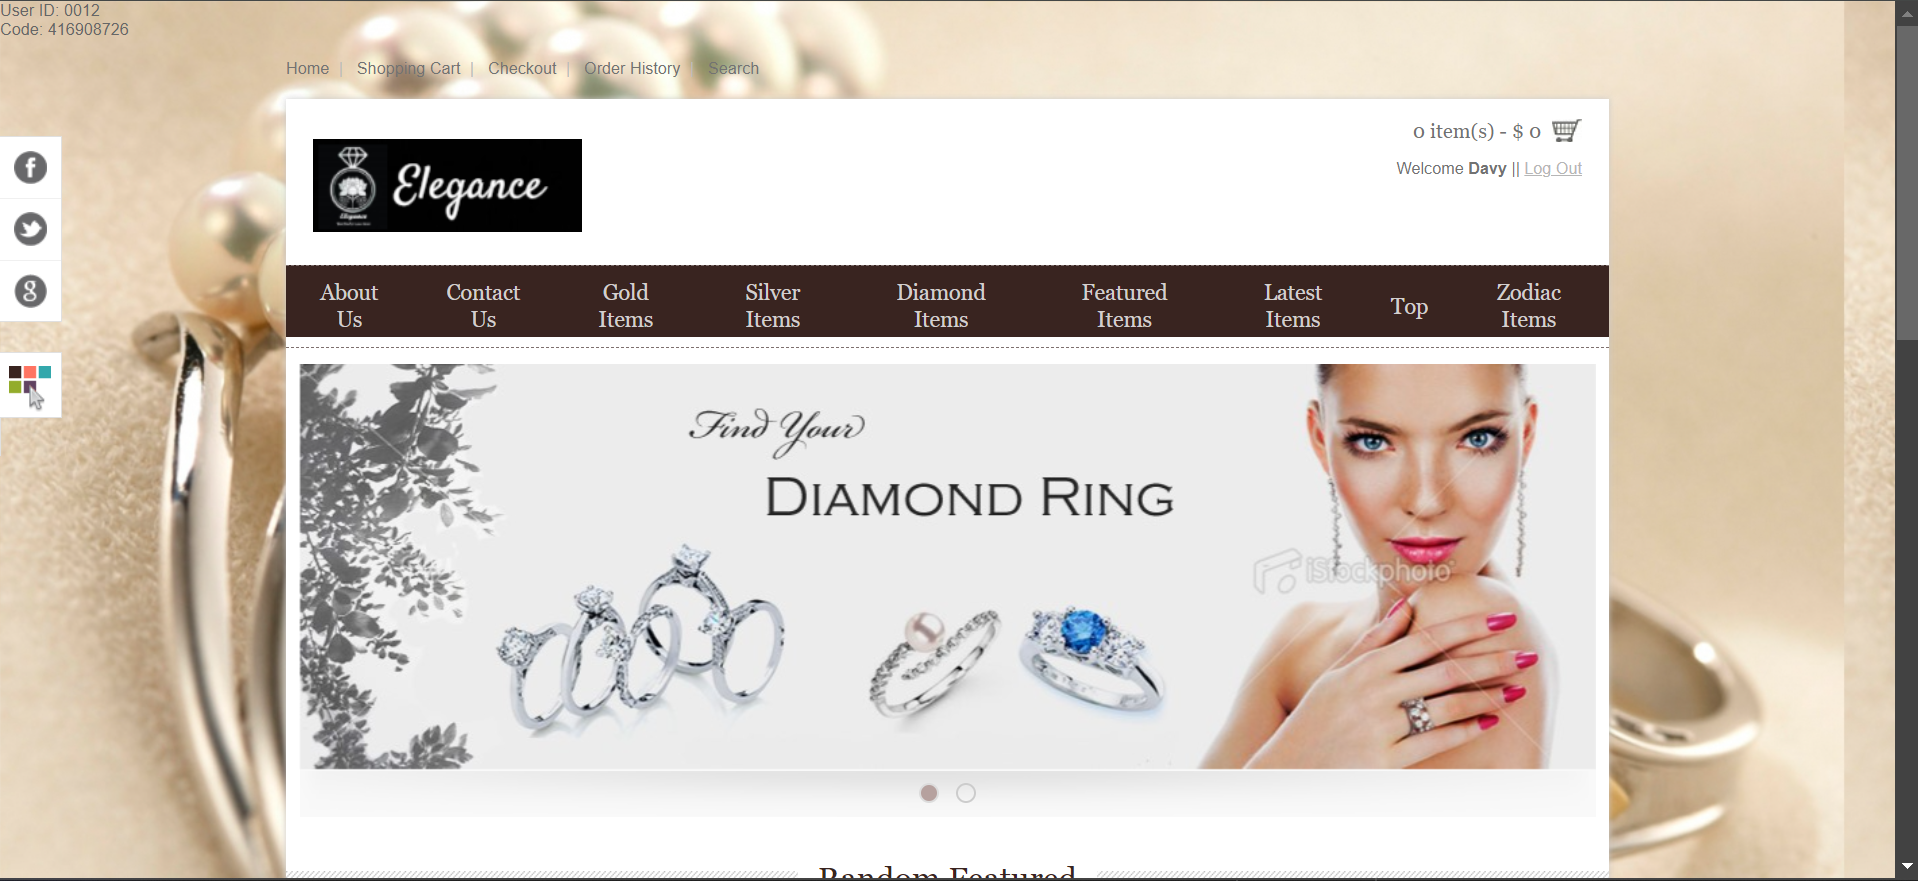 User ID: 0012
Code: 416908726
Home | Shopping Cart | Checkout | Order History | Search
0 item(s) - $ 0
Welcome Davy || Log Out
Elegance
About Us
Contact Us
Gold Items
Silver Items
Diamond Items
Featured Items
Latest Items
Top
Zodiac Items
Find Your
DIAMOND RING
iStockphoto
Random Featured